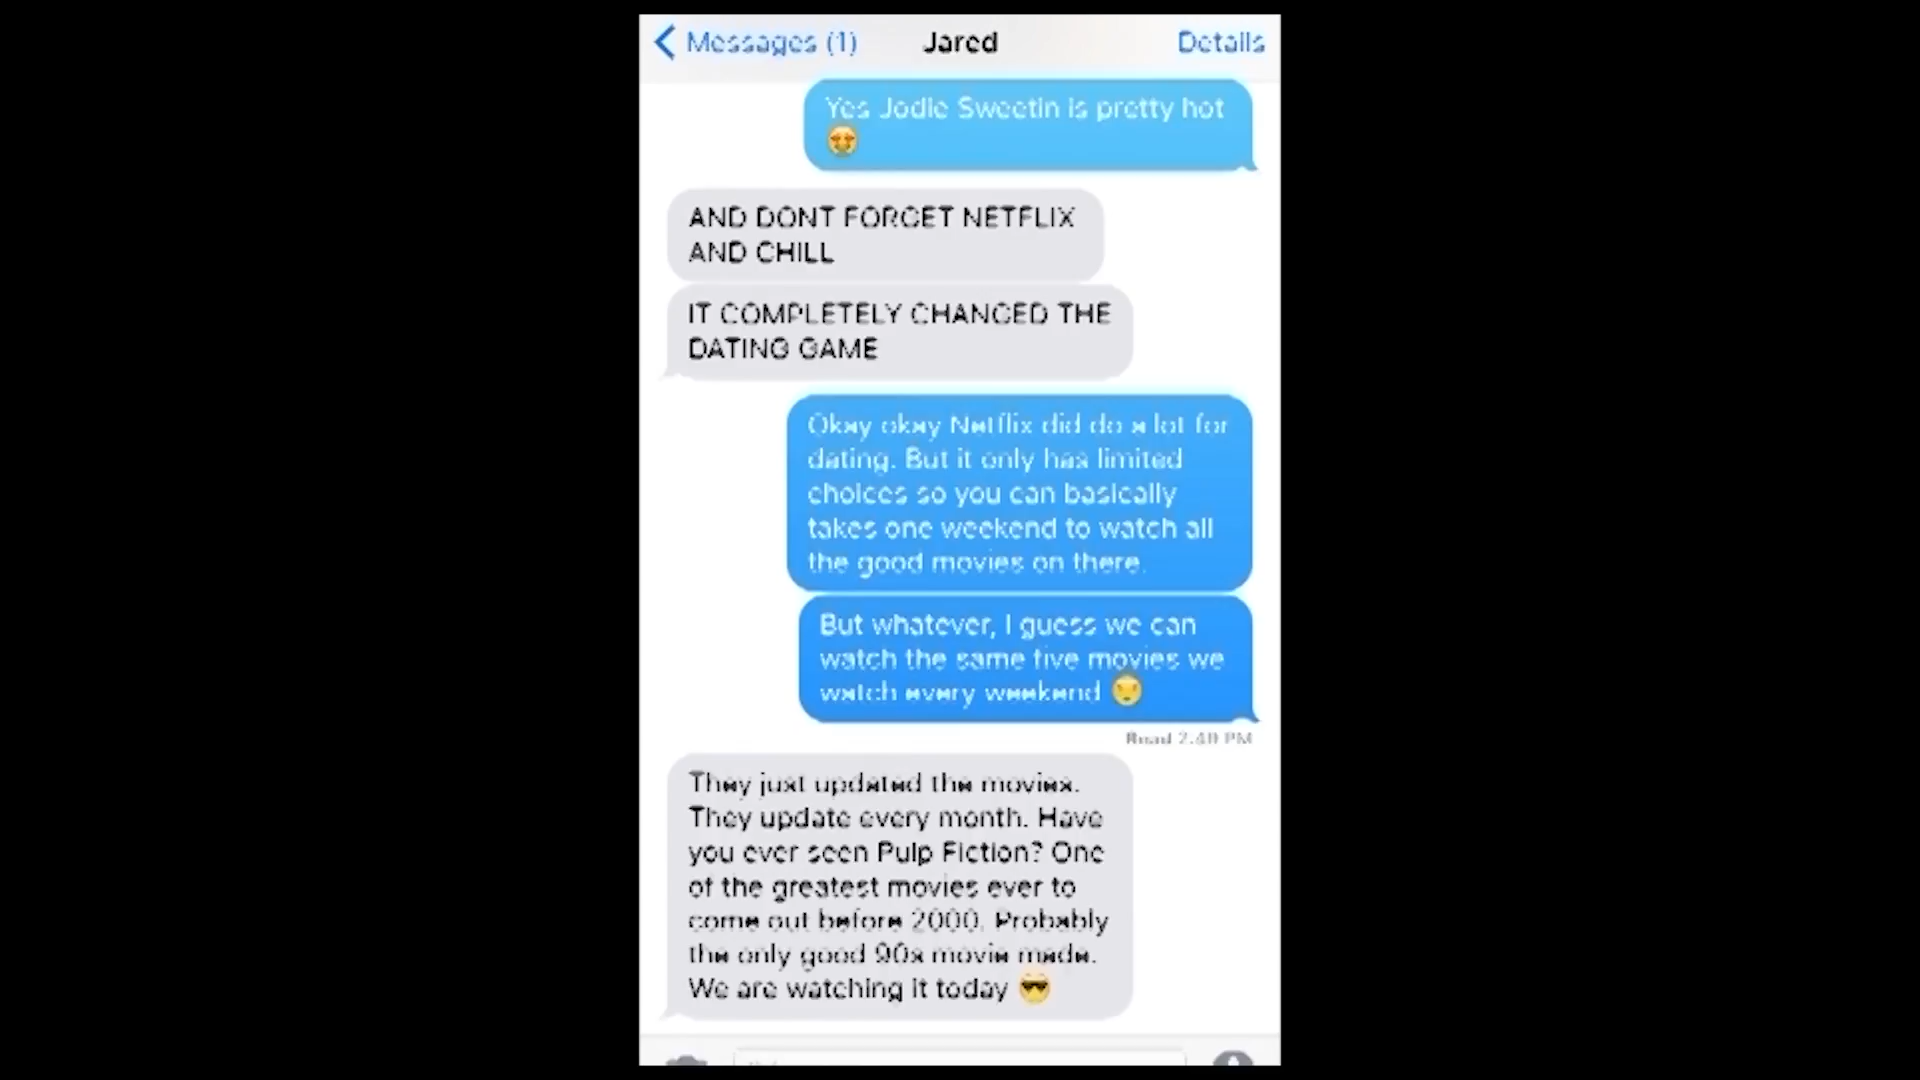 Messages (1)
Jared
Details
Yes Jodie Sweetin is pretty hot
AND DONT FORGET NETFLIX
AND CHILL
IT COMPLETELY CHANGED THE
DATING GAME
Okay okay Netflix did do a lot for
dating. But it only has limited
choices so you can basically
takes one weekend to watch all
the good movies on there.
But whatever, I guess we can
watch the same five movies we
watch every weekend
Read PM
They just updated the movies.
They update every month. Have
you ever seen Pulp Fiction? One
of the greatest movies ever to
come out before 2000. Probably
the only good 90s movie made.
We are watching it today